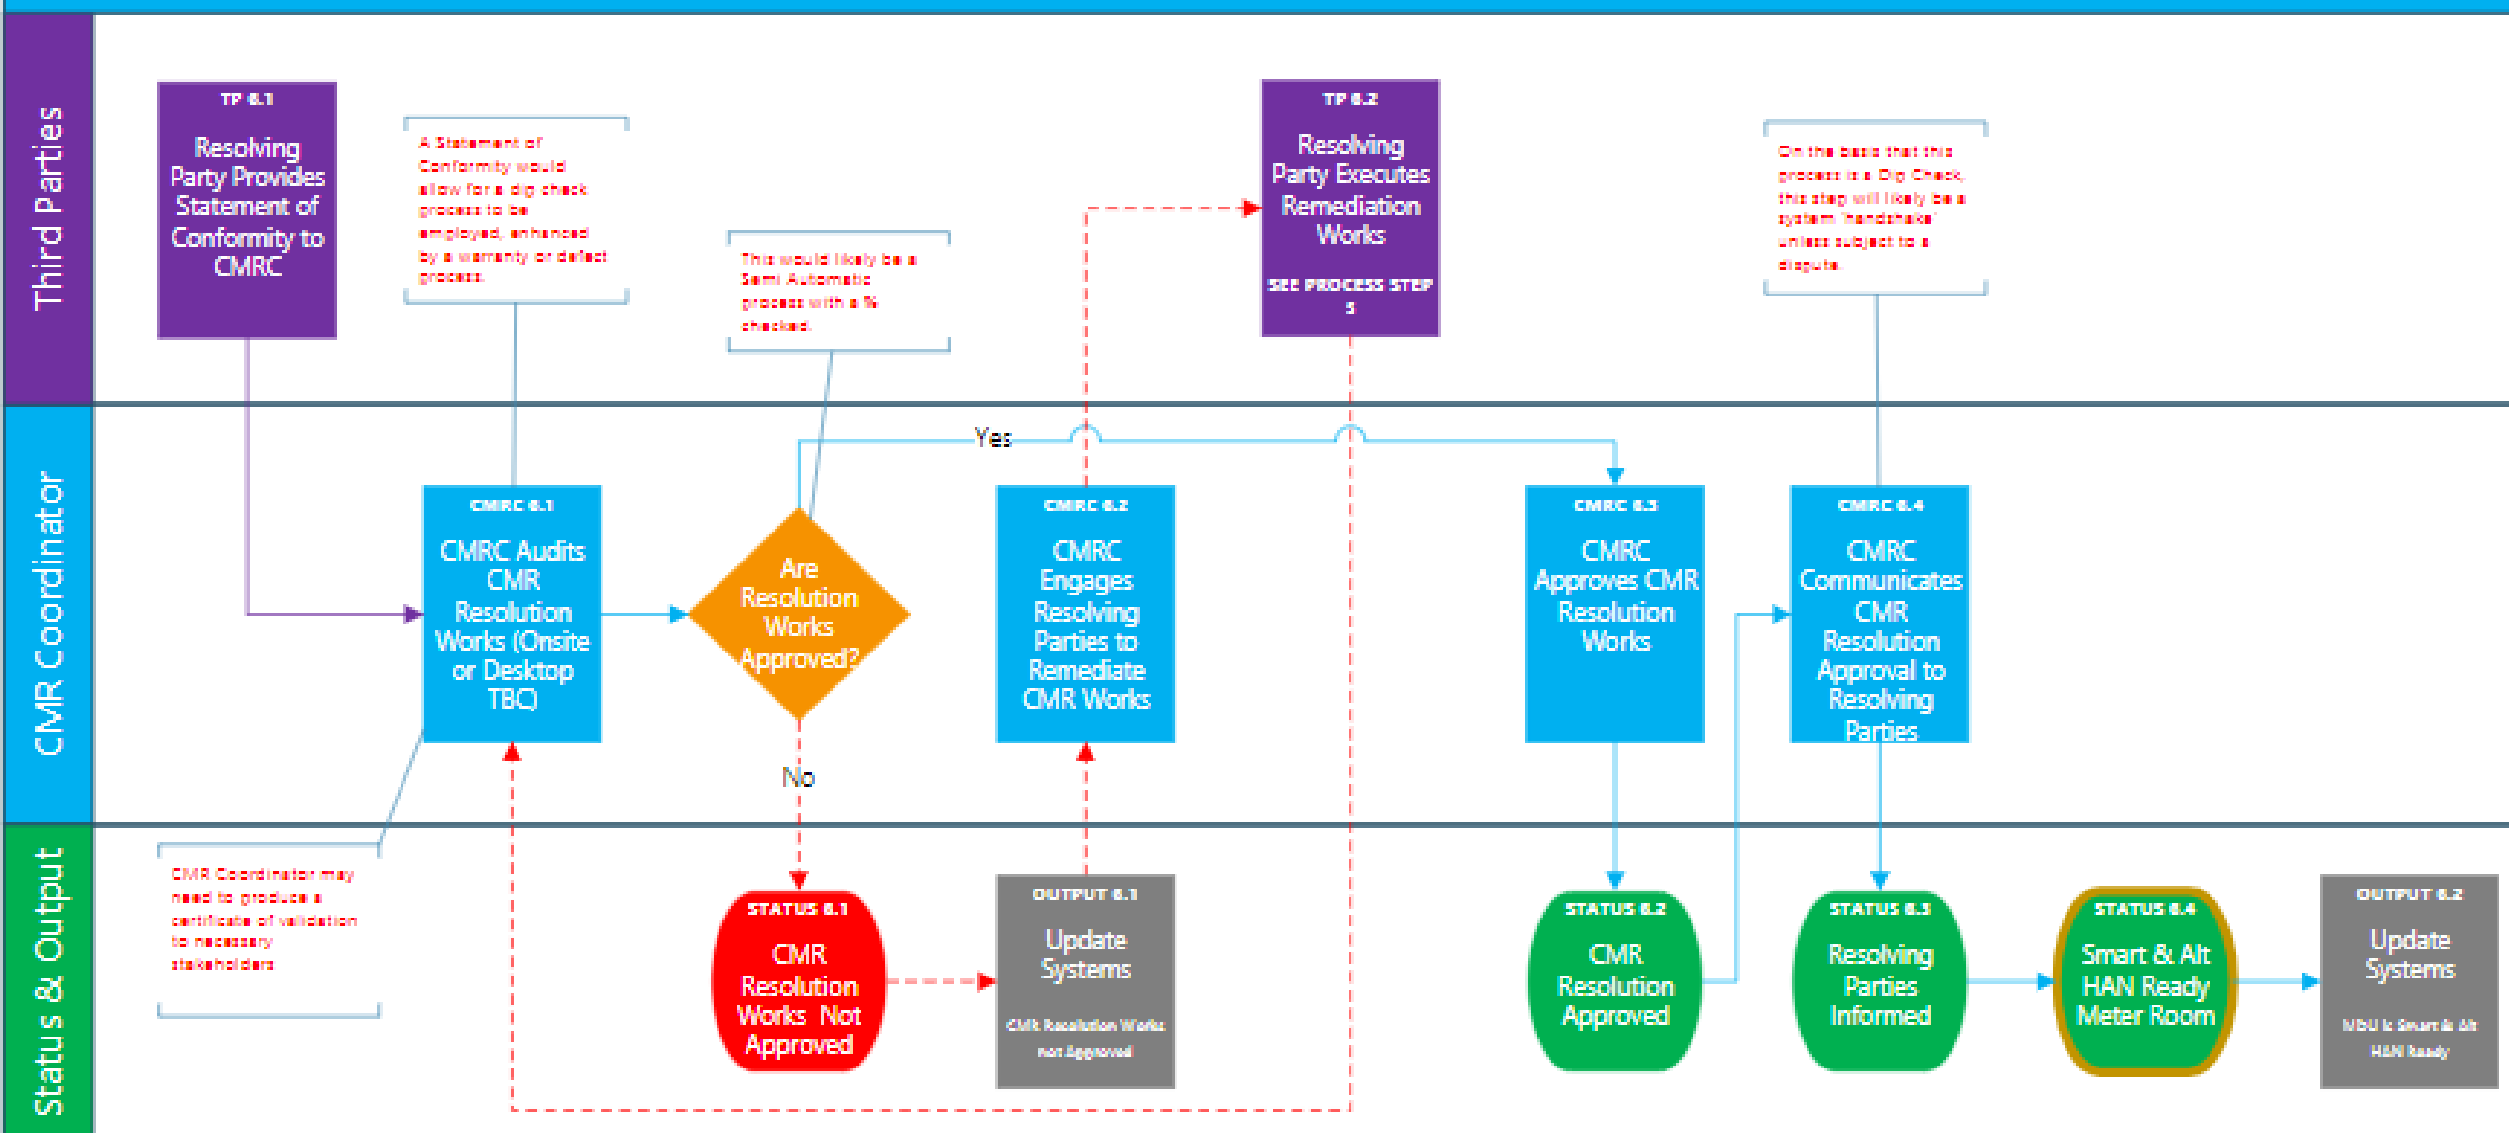 Third Parties
TP 6.1
Resolving
Party Provides
Statement of
Conformity to
CMRC
A Statement of
Conformity would
allow for a dip check
process to be
employed, enhanced
by a warranty or defect
process.
This would likely be a
Semi Automatic
process with a %
checked.
TP 6.2
Resolving
Party Executes
Remediation
Works
SEE PROCESS STEP
5
On the basis that this
process is a Dip Check,
this step will likely be a
system 'handshake'
unless subject to a
dispute.
CMR Coordinator
CMRC 6.1
CMRC Audits
CMR
Resolution
Works (Onsite
or Desktop
TBC)
Are
Resolution
Works
Approved?
Yes
No
CMRC 6.2
CMRC
Engages
Resolving
Parties to
Remediate
CMR Works
CMRC 6.3
CMRC
Approves CMR
Resolution
Works
CMRC 6.4
CMRC
Communicates
CMR
Resolution
Approval to
Resolving
Parties
Status & Output
CMR Coordinator may
need to produce a
certificate of validation
to necessary
stakeholders
STATUS 6.1
CMR
Resolution
Works Not
Approved
OUTPUT 6.1
Update
Systems
CMR Resolution Works
not Approved
STATUS 6.2
CMR
Resolution
Approved
STATUS 6.3
Resolving
Parties
Informed
STATUS 6.4
Smart & Alt
HAN Ready
Meter Room
OUTPUT 6.2
Update
Systems
MDU is Smart & Alt
HAN Ready